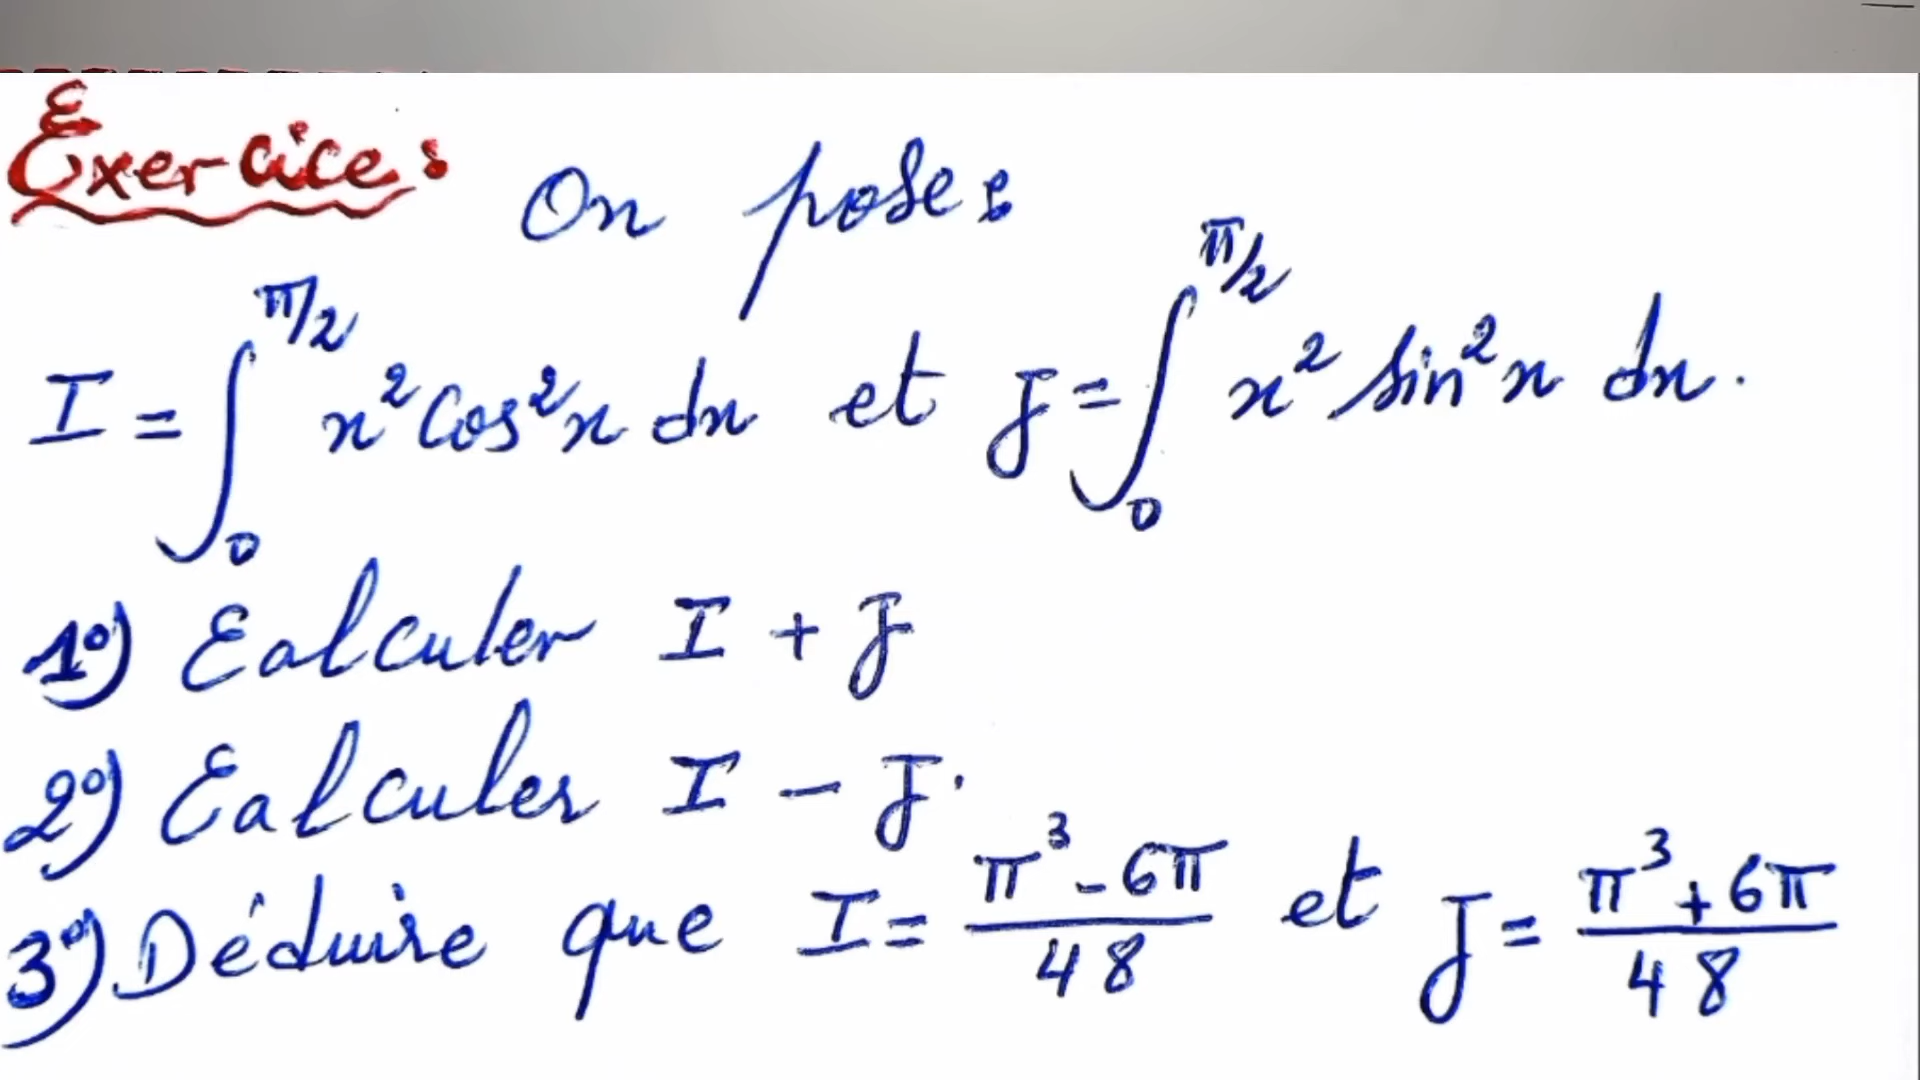 Exercice : On pose :
I = ∫₀^{π/2} x² cos²x dx et J = ∫₀^{π/2} x² sin²x dx.
1°) Calculer I + J
2°) Calculer I - J.
3°) Déduire que I = (π³ - 6π)/48 et J = (π³ + 6π)/48